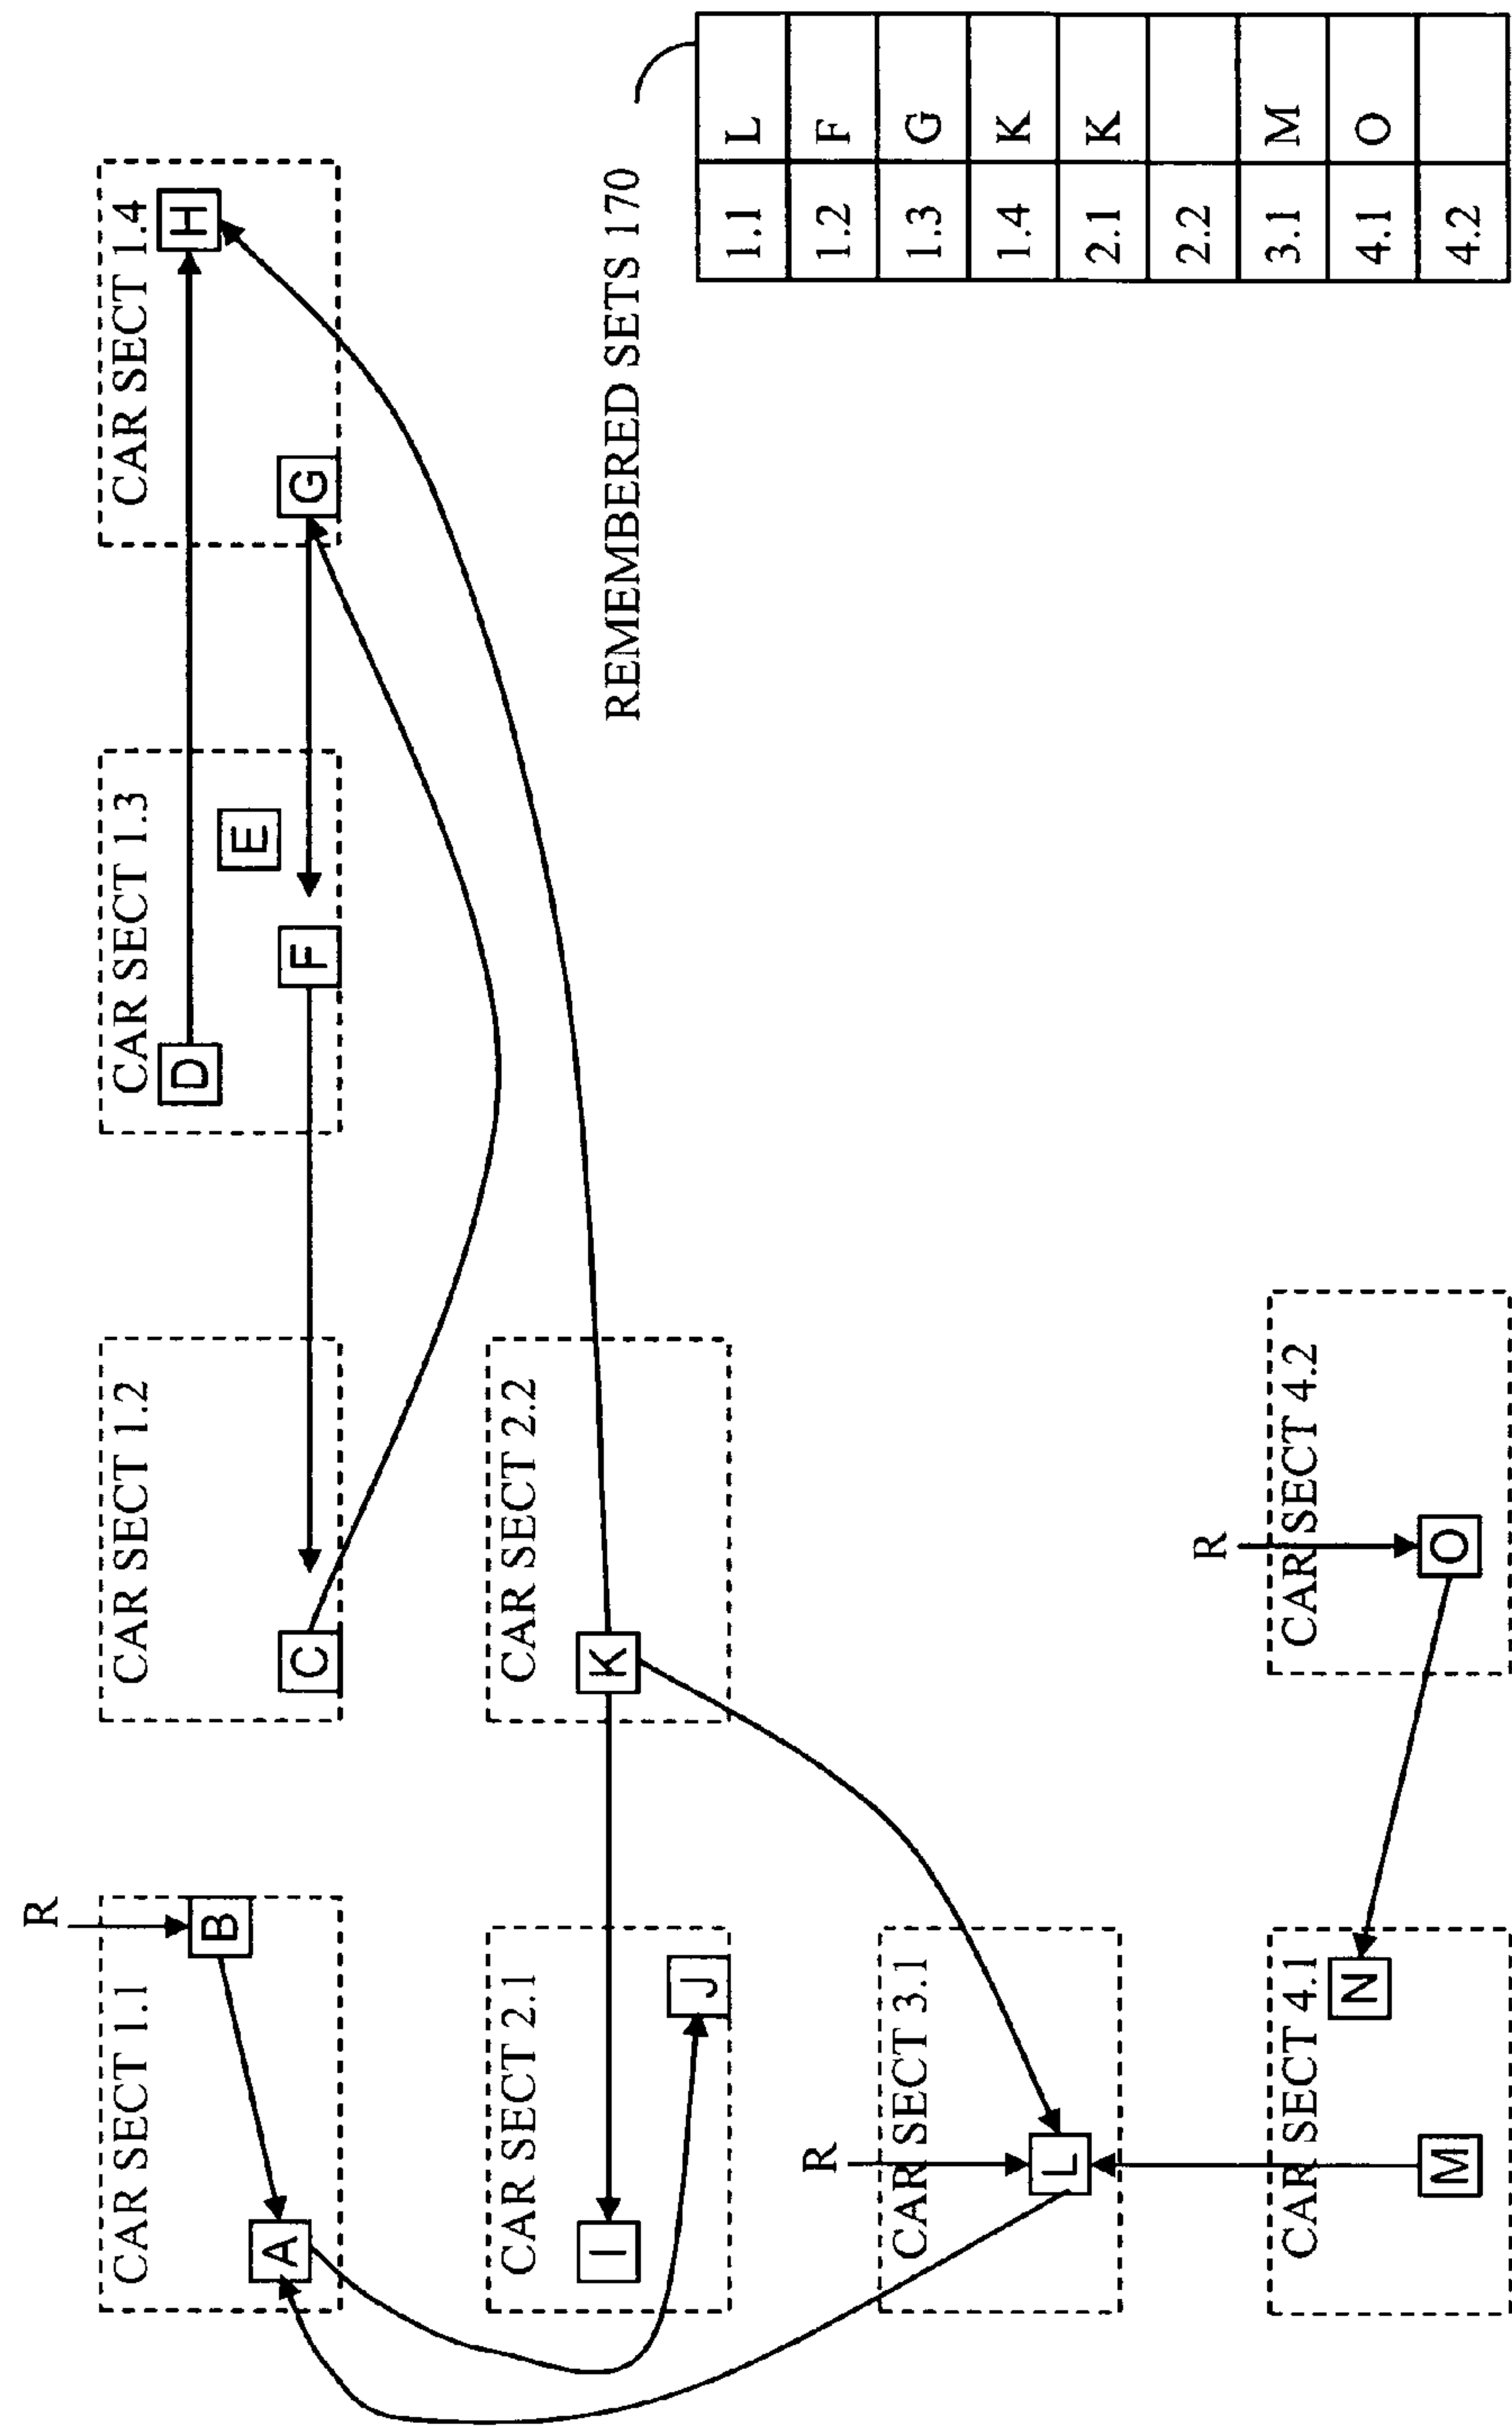 R
CAR SECT 1.1
B
A
CAR SECT 1.2
C
CAR SECT 1.3
D
E
F
CAR SECT 1.4
H
G
CAR SECT 2.1
I
J
CAR SECT 2.2
K
REMEMBERED SETS 170
R
CAR SECT 3.1
L
CAR SECT 4.1
N
M
R
CAR SECT 4.2
O
1.1 L
1.2 F
1.3 G
1.4 K
2.1 K
2.2
3.1 M
4.1 O
4.2